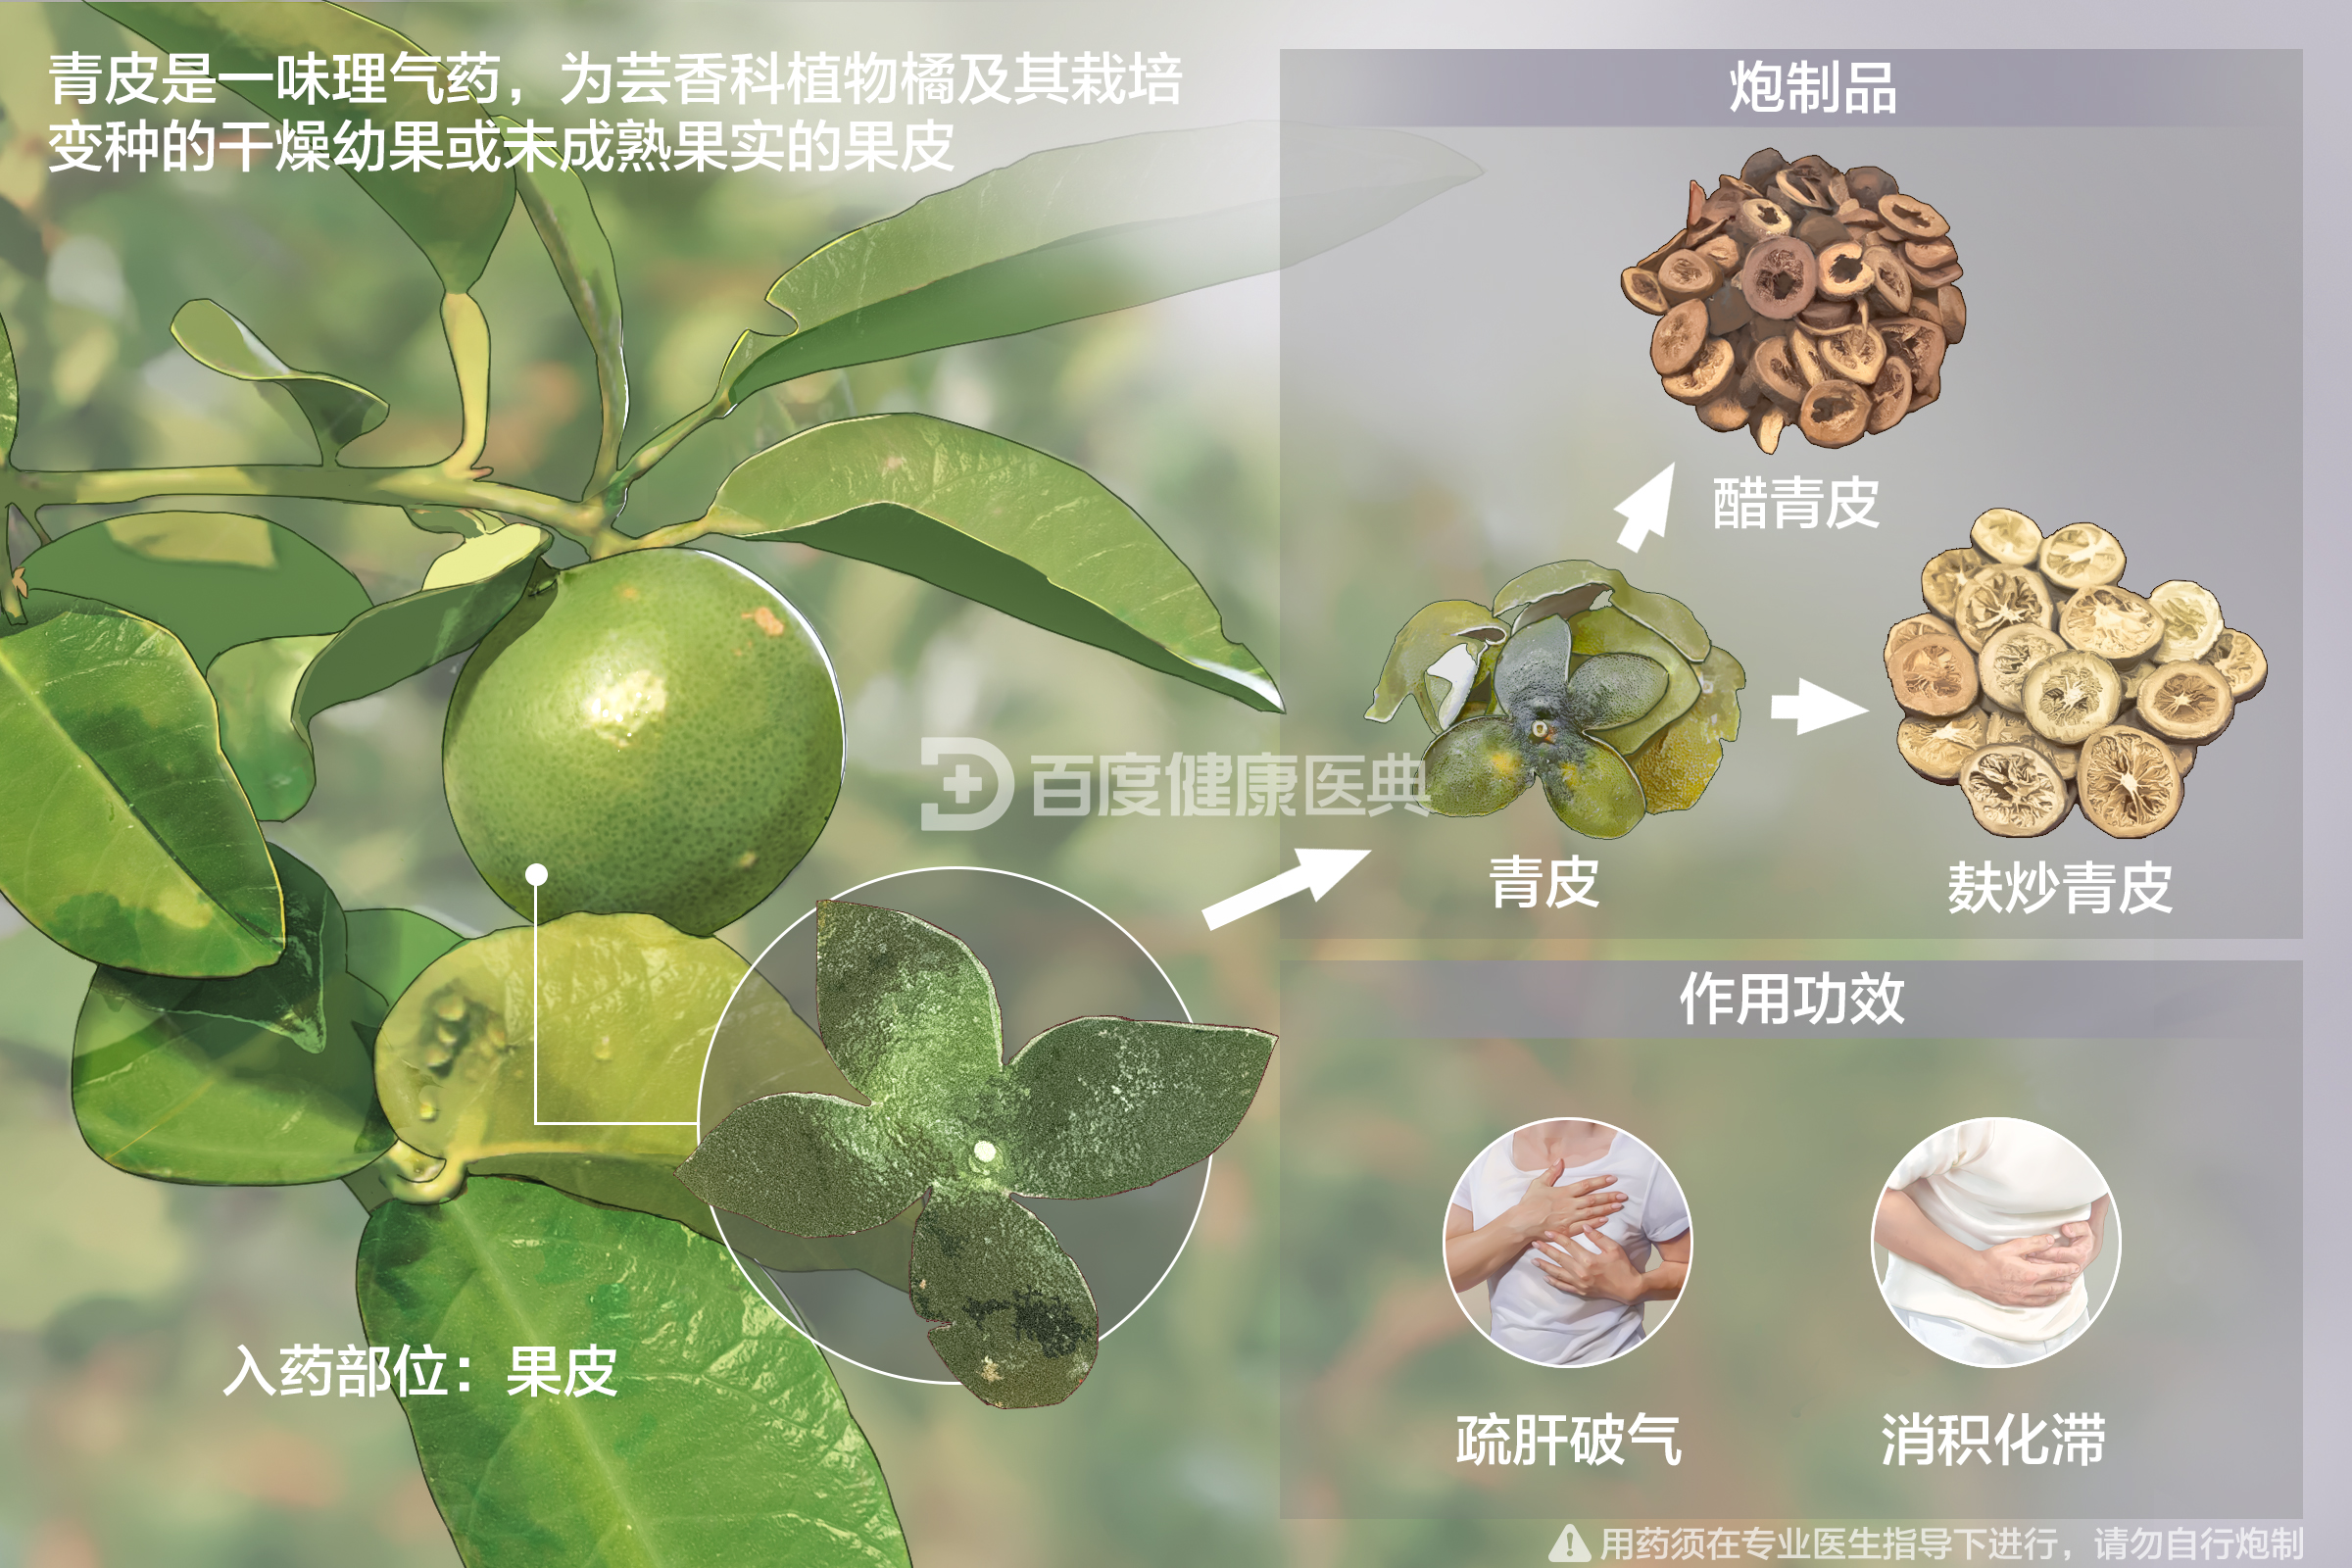 青皮是一味理气药，为芸香科植物橘及其栽培
变种的干燥幼果或未成熟果实的果皮
炮制品
醋青皮
青皮
麸炒青皮
百度健康医典
作用功效
疏肝破气
消积化滞
入药部位：果皮
用药须在专业医生指导下进行，请勿自行炮制